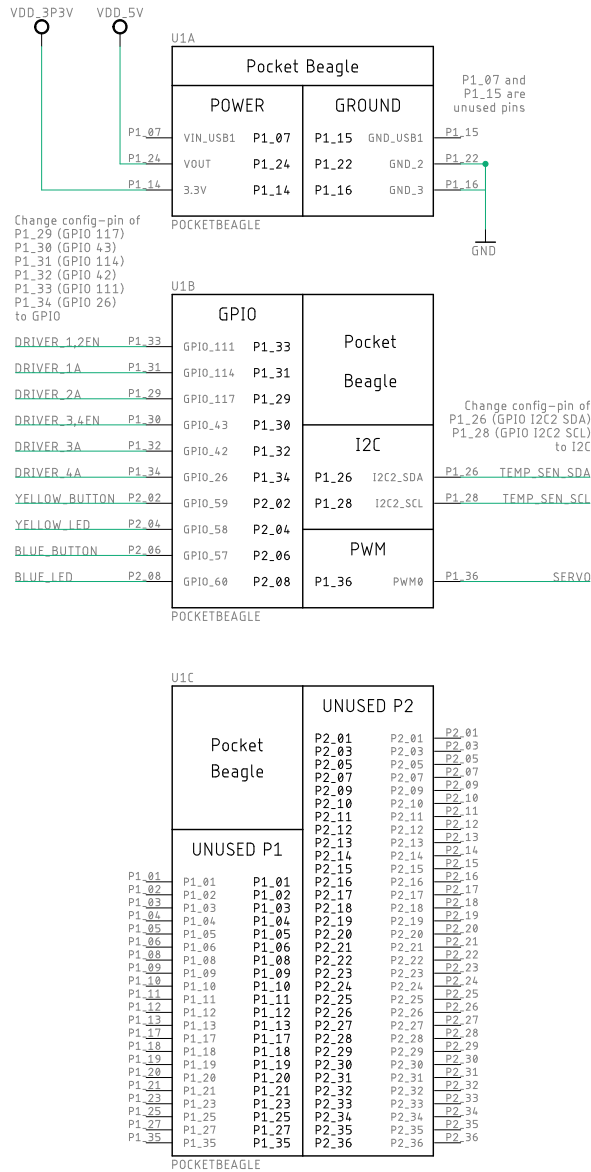 VDD_3P3V VDD_5V
U1A
Pocket Beagle
P1_07 and
P1_15 are
unused pins
POWER GROUND
P1_07 VIN_USB1 P1_07 P1_15 GND_USB1 P1_15
P1_24 VOUT P1_24 P1_22 GND_2 P1_22
P1_14 3.3V P1_14 P1_16 GND_3 P1_16
POCKETBEAGLE
GND
Change config-pin of
P1_29 (GPIO 117)
P1_30 (GPIO 43)
P1_31 (GPIO 114)
P1_32 (GPIO 42)
P1_33 (GPIO 111)
P1_34 (GPIO 26)
to GPIO
U1B
GPIO
Pocket
Beagle
DRIVER_1,2EN P1_33 GPIO_111 P1_33
DRIVER_1A P1_31 GPIO_114 P1_31
DRIVER_2A P1_29 GPIO_117 P1_29
DRIVER_3,4EN P1_30 GPIO_43 P1_30
DRIVER_3A P1_32 GPIO_42 P1_32
DRIVER_4A P1_34 GPIO_26 P1_34
YELLOW_BUTTON P2_02 GPIO_59 P2_02
YELLOW_LED P2_04 GPIO_58 P2_04
BLUE_BUTTON P2_06 GPIO_57 P2_06
BLUE_LED P2_08 GPIO_60 P2_08
Change config-pin of
P1_26 (GPIO I2C2 SDA)
P1_28 (GPIO I2C2 SCL)
to I2C
I2C
P1_26 I2C2_SDA P1_26 TEMP_SEN_SDA
P1_28 I2C2_SCL P1_28 TEMP_SEN_SCL
PWM
P1_36 PWM0 P1_36 SERVO
POCKETBEAGLE
U1C
Pocket
Beagle
UNUSED P2
P2_01 P2_01 P2_01
P2_03 P2_03 P2_03
P2_05 P2_05 P2_05
P2_07 P2_07 P2_07
P2_09 P2_09 P2_09
P2_10 P2_10 P2_10
P2_11 P2_11 P2_11
P2_12 P2_12 P2_12
P2_13 P2_13 P2_13
P2_14 P2_14 P2_14
P2_15 P2_15 P2_15
P2_16 P2_16 P2_16
P2_17 P2_17 P2_17
P2_18 P2_18 P2_18
P2_19 P2_19 P2_19
P2_20 P2_20 P2_20
P2_21 P2_21 P2_21
P2_22 P2_22 P2_22
P2_23 P2_23 P2_23
P2_24 P2_24 P2_24
P2_25 P2_25 P2_25
P2_26 P2_26 P2_26
P2_27 P2_27 P2_27
P2_28 P2_28 P2_28
P2_29 P2_29 P2_29
P2_30 P2_30 P2_30
P2_31 P2_31 P2_31
P2_32 P2_32 P2_32
P2_33 P2_33 P2_33
P2_34 P2_34 P2_34
P2_35 P2_35 P2_35
P2_36 P2_36 P2_36
UNUSED P1
P1_01 P1_01 P1_01
P1_02 P1_02 P1_02
P1_03 P1_03 P1_03
P1_04 P1_04 P1_04
P1_05 P1_05 P1_05
P1_06 P1_06 P1_06
P1_08 P1_08 P1_08
P1_09 P1_09 P1_09
P1_10 P1_10 P1_10
P1_11 P1_11 P1_11
P1_12 P1_12 P1_12
P1_13 P1_13 P1_13
P1_17 P1_17 P1_17
P1_18 P1_18 P1_18
P1_19 P1_19 P1_19
P1_20 P1_20 P1_20
P1_21 P1_21 P1_21
P1_23 P1_23 P1_23
P1_25 P1_25 P1_25
P1_27 P1_27 P1_27
P1_35 P1_35 P1_35
POCKETBEAGLE